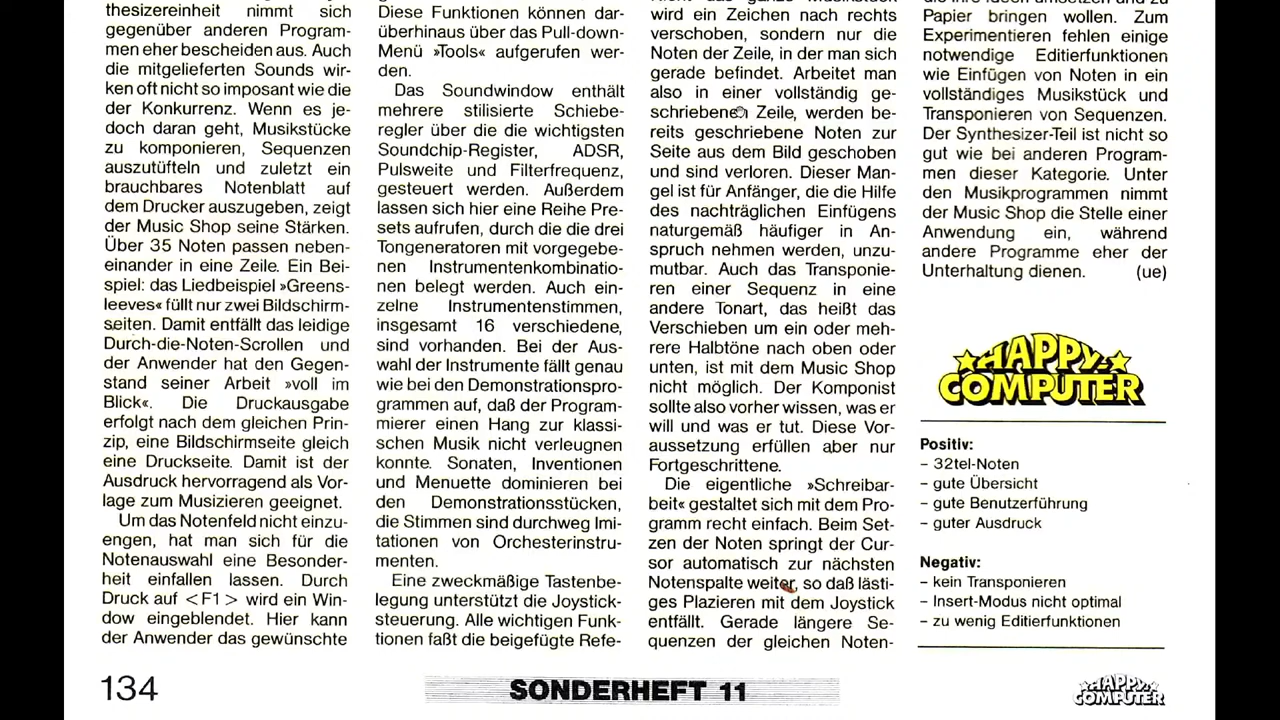 thesizereinheit nimmt sich
gegenüber anderen Program-
men eher bescheiden aus. Auch
die mitgelieferten Sounds wir-
ken oft nicht so imposant wie die
der Konkurrenz. Wenn es je-
doch daran geht, Musikstücke
zu komponieren, Sequenzen
auszutüfteln und zuletzt ein
brauchbares Notenblatt auf
dem Drucker auszugeben, zeigt
der Music Shop seine Stärken.
Über 35 Noten passen neben-
einander in eine Zeile. Ein Bei-
spiel: das Liedbeispiel »Greens-
leeves« füllt nur zwei Bildschirm-
seiten. Damit entfällt das leidige
Durch-die-Noten-Scrollen und
der Anwender hat den Gegen-
stand seiner Arbeit »voll im
Blick«. Die Druckausgabe
erfolgt nach dem gleichen Prin-
zip, eine Bildschirmseite gleich
eine Druckseite. Damit ist der
Ausdruck hervorragend als Vor-
lage zum Musizieren geeignet.
Um das Notenfeld nicht einzu-
engen, hat man sich für die
Notenauswahl eine Besonder-
heit einfallen lassen. Durch
Druck auf <F1> wird ein Win-
dow eingeblendet. Hier kann
der Anwender das gewünschte
Diese Funktionen können dar-
überhinaus über das Pull-down-
Menü »Tools« aufgerufen wer-
den.
Das Soundwindow enthält
mehrere stilisierte Schiebe-
regler über die die wichtigsten
Soundchip-Register, ADSR,
Pulsweite und Filterfrequenz,
gesteuert werden. Außerdem
lassen sich hier eine Reihe Pre-
sets aufrufen, durch die die drei
Tongeneratoren mit vorgegebe-
nen Instrumentenkombinatio-
nen belegt werden. Auch ein-
zelne Instrumentenstimmen,
insgesamt 16 verschiedene,
sind vorhanden. Bei der Aus-
wahl der Instrumente fällt genau
wie bei den Demonstrationspro-
grammen auf, daß der Program-
mierer einen Hang zur klassi-
schen Musik nicht verleugnen
konnte. Sonaten, Inventionen
und Menuette dominieren bei
den Demonstrationsstücken,
die Stimmen sind durchweg Imi-
tationen von Orchesterinstru-
menten.
Eine zweckmäßige Tastenbe-
legung unterstützt die Joystick-
steuerung. Alle wichtigen Funk-
tionen faßt die beigefügte Refe-
wird ein Zeichen nach rechts
verschoben, sondern nur die
Noten der Zeile, in der man sich
gerade befindet. Arbeitet man
also in einer vollständig ge-
schriebenen Zeile, werden be-
reits geschriebene Noten zur
Seite aus dem Bild geschoben
und sind verloren. Dieser Man-
gel ist für Anfänger, die die Hilfe
des nachträglichen Einfügens
naturgemäß häufiger in An-
spruch nehmen werden, unzu-
mutbar. Auch das Transponie-
ren einer Sequenz in eine
andere Tonart, das heißt das
Verschieben um ein oder meh-
rere Halbtöne nach oben oder
unten, ist mit dem Music Shop
nicht möglich. Der Komponist
sollte also vorher wissen, was er
will und was er tut. Diese Vor-
aussetzung erfüllen aber nur
Fortgeschrittene.
Die eigentliche »Schreibar-
beit« gestaltet sich mit dem Pro-
gramm recht einfach. Beim Set-
zen der Noten springt der Cur-
sor automatisch zur nächsten
Notenspalte weiter, so daß lästi-
ges Plazieren mit dem Joystick
entfällt. Gerade längere Se-
quenzen der gleichen Noten-
Papier bringen wollen. Zum
Experimentieren fehlen einige
notwendige Editierfunktionen
wie Einfügen von Noten in ein
vollständiges Musikstück und
Transponieren von Sequenzen.
Der Synthesizer-Teil ist nicht so
gut wie bei anderen Program-
men dieser Kategorie. Unter
den Musikprogrammen nimmt
der Music Shop die Stelle einer
Anwendung ein, während
andere Programme eher der
Unterhaltung dienen. (ue)
HAPPY
COMPUTER
Positiv:
– 32tel-Noten
– gute Übersicht
– gute Benutzerführung
– guter Ausdruck
Negativ:
– kein Transponieren
– Insert-Modus nicht optimal
– zu wenig Editierfunktionen
134
SONDERHEFT 11
HAPPY
COMPUTER